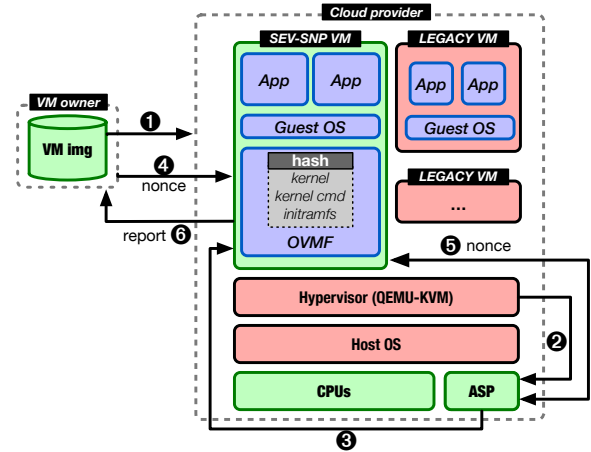 Cloud provider
SEV-SNP VM
LEGACY VM
App
App
App
App
VM owner
❶
Guest OS
Guest OS
VM img
❹
nonce
hash
kernel
kernel cmd
initramfs
LEGACY VM
...
report ❻
OVMF
❺ nonce
Hypervisor (QEMU-KVM)
❷
Host OS
CPUs
ASP
❸